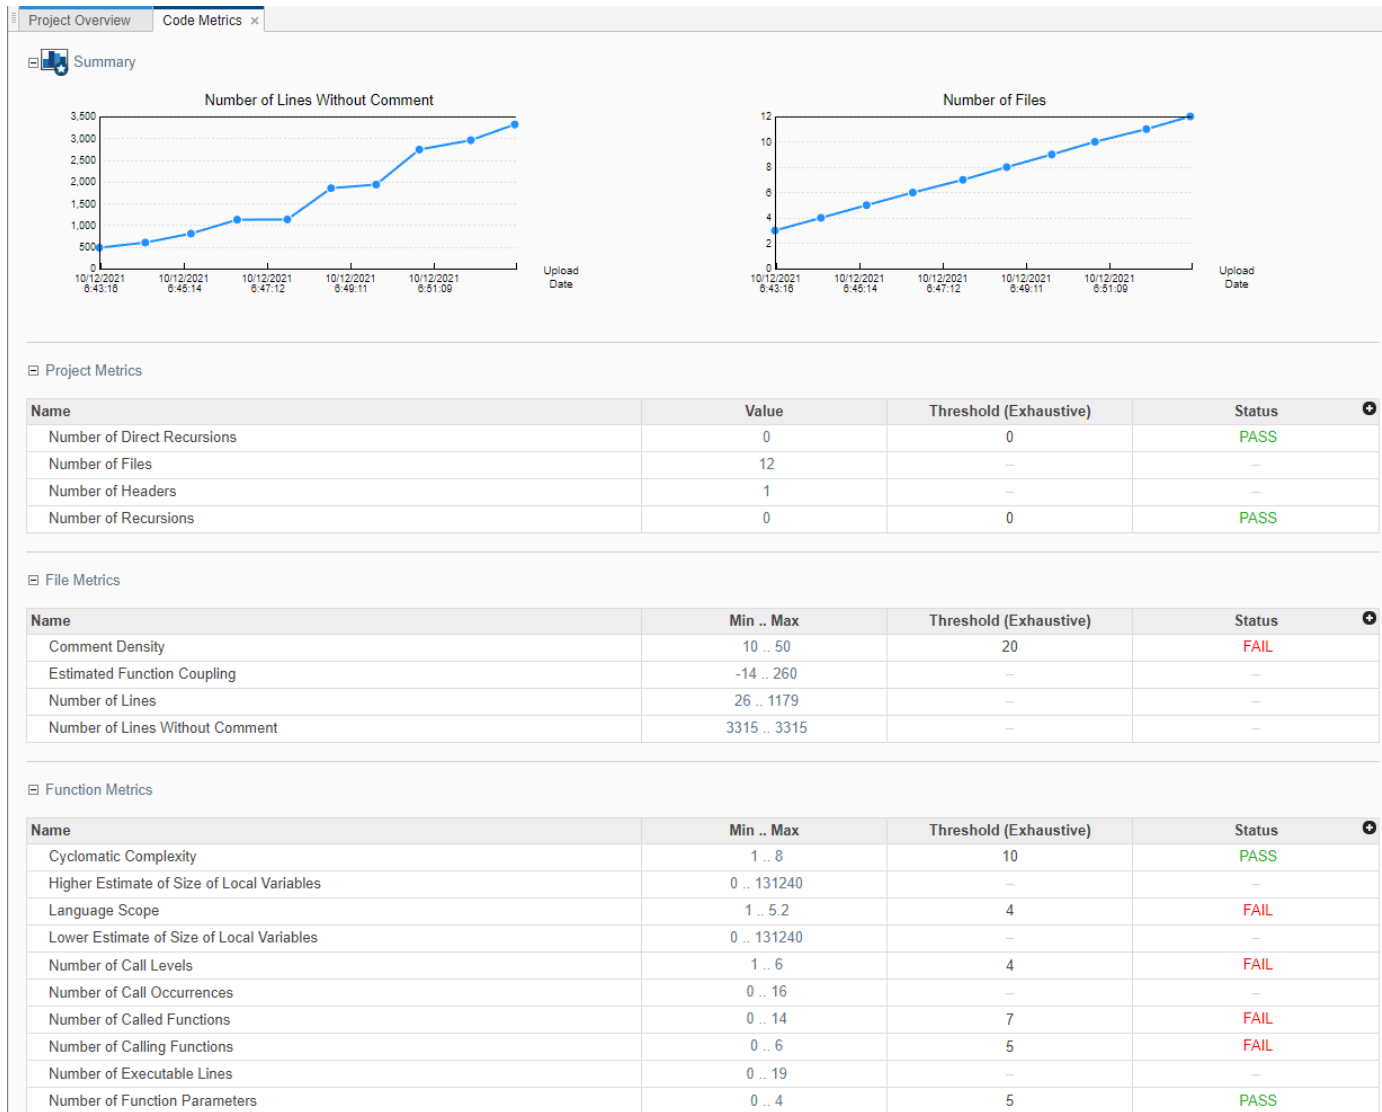 Project Overview Code Metrics ×
Summary
Number of Lines Without Comment
3,500
3,000
2,500
2,000
1,500
1,000
500
0
10/12/2021 10/12/2021 10/12/2021 10/12/2021 10/12/2021
6:43:16 6:45:14 6:47:12 6:49:11 6:51:09
Upload
Date
Number of Files
12
10
8
6
4
2
0
10/12/2021 10/12/2021 10/12/2021 10/12/2021 10/12/2021
6:43:16 6:45:14 6:47:12 6:49:11 6:51:09
Upload
Date
Project Metrics
Name Value Threshold (Exhaustive) Status
Number of Direct Recursions 0 0 PASS
Number of Files 12 – –
Number of Headers 1 – –
Number of Recursions 0 0 PASS
File Metrics
Name Min .. Max Threshold (Exhaustive) Status
Comment Density 10 .. 50 20 FAIL
Estimated Function Coupling -14 .. 260 – –
Number of Lines 26 .. 1179 – –
Number of Lines Without Comment 3315 .. 3315 – –
Function Metrics
Name Min .. Max Threshold (Exhaustive) Status
Cyclomatic Complexity 1 .. 8 10 PASS
Higher Estimate of Size of Local Variables 0 .. 131240 – –
Language Scope 1 .. 5.2 4 FAIL
Lower Estimate of Size of Local Variables 0 .. 131240 – –
Number of Call Levels 1 .. 6 4 FAIL
Number of Call Occurrences 0 .. 16 – –
Number of Called Functions 0 .. 14 7 FAIL
Number of Calling Functions 0 .. 6 5 FAIL
Number of Executable Lines 0 .. 19 – –
Number of Function Parameters 0 .. 4 5 PASS